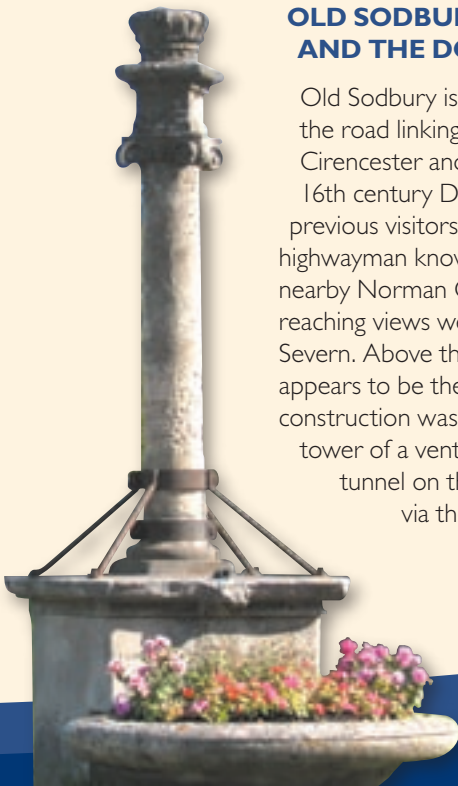 OLD SODBU
AND THE D
Old Sodbury is
the road linking
Cirencester and
16th century D
previous visitors
highwayman know
nearby Norman C
reaching views we
Severn. Above th
appears to be the
construction was
tower of a vent
tunnel on th
via th